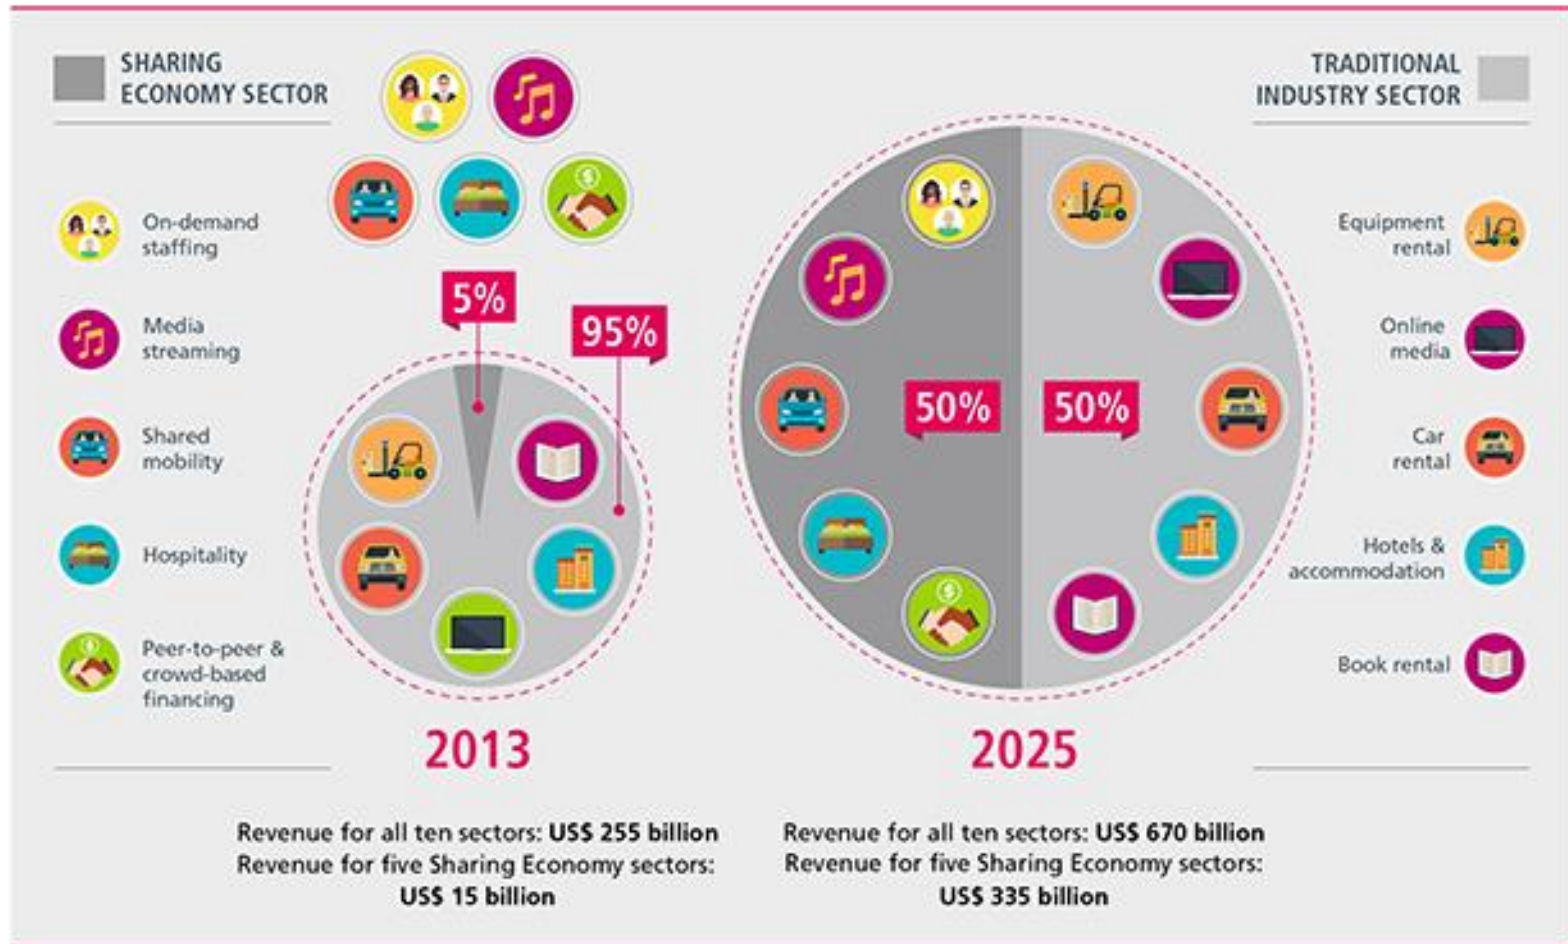 SHARING
ECONOMY SECTOR
TRADITIONAL
INDUSTRY SECTOR
On-demand
staffing
Media
streaming
Shared
mobility
Hospitality
Peer-to-peer &
crowd-based
financing
5%
95%
2013
50%
50%
2025
Equipment
rental
Online
media
Car
rental
Hotels &
accommodation
Book rental
Revenue for all ten sectors: US$ 255 billion
Revenue for five Sharing Economy sectors:
US$ 15 billion
Revenue for all ten sectors: US$ 670 billion
Revenue for five Sharing Economy sectors:
US$ 335 billion